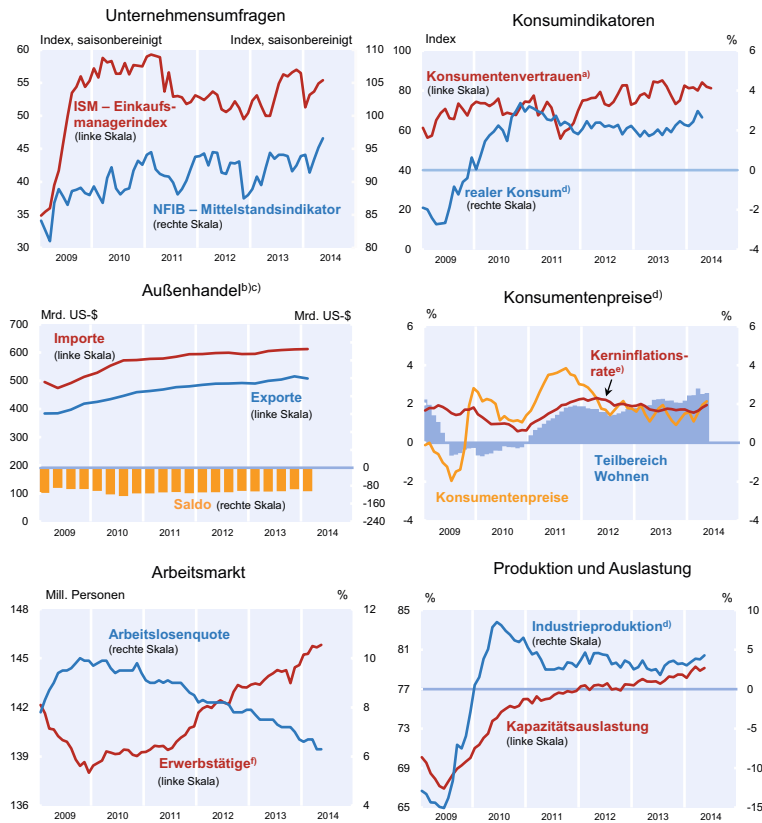 Unternehmensumfragen
Index, saisonbereinigt Index, saisonbereinigt
60 110
55 105
50 100
45 95
40 90
35 85
30 80
ISM – Einkaufs-
managerindex
(linke Skala)
NFIB – Mittelstandsindikator
(rechte Skala)
2009 2010 2011 2012 2013 2014
Konsumindikatoren
Index %
100 6
80 4
60 2
40 0
20 -2
0 -4
Konsumentenvertrauen a)
(linke Skala)
realer Konsum d)
(rechte Skala)
2009 2010 2011 2012 2013 2014
Außenhandel b)c)
Mrd. US-$ Mrd. US-$
700
600
500
400
300
200 0
100 -80
-160
0 -240
Importe
(linke Skala)
Exporte
(linke Skala)
Saldo (rechte Skala)
2009 2010 2011 2012 2013 2014
Konsumentenpreise d)
% %
6 6
4 4
2 2
0 0
-2 -2
-4 -4
Kerninflations-
rate e)
Teilbereich
Wohnen
Konsumentenpreise
2009 2010 2011 2012 2013 2014
Arbeitsmarkt
Mill. Personen %
148 12
145 10
142 8
139 6
136 4
Arbeitslosenquote
(rechte Skala)
Erwerbstätige f)
(linke Skala)
2009 2010 2011 2012 2013 2014
Produktion und Auslastung
% %
85 10
81 5
77 0
73 -5
69 -10
65 -15
Industrieproduktion d)
(rechte Skala)
Kapazitätsauslastung
(linke Skala)
2009 2010 2011 2012 2013 2014